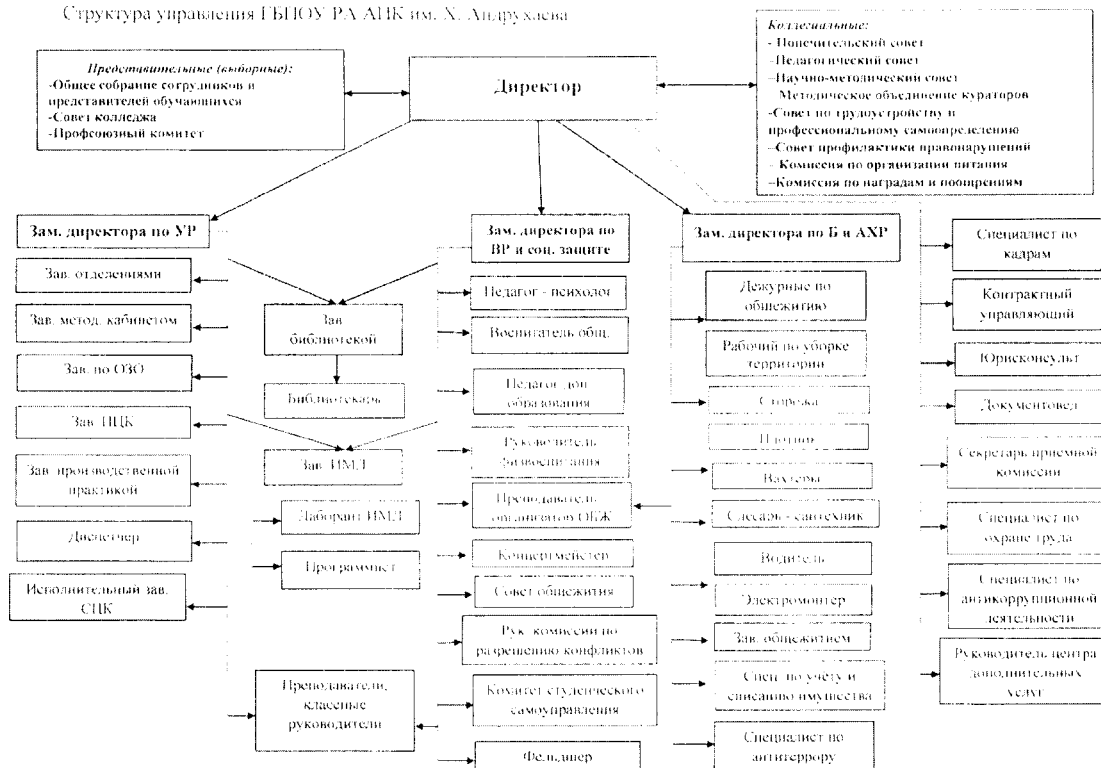 Структура управления ГБПОУ РА АПК им. Х. Андрухаева
Представительные (выборные):
-Общее собрание сотрудников и
представителей обучающихся
-Совет колледжа
-Профсоюзный комитет
Директор
Коллегиальные:
- Попечительский совет
-Педагогический совет
-Научно-методический совет
Методическое объединение кураторов
-Совет по трудоустройству и
профессиональному самоопределению
-Совет профилактики правонарушений
- Комиссия по организации питания
-Комиссия по наградам и поощрениям
Зам. директора по УР
Зав. отделениями
Зав. метод. кабинетом
Зав. по ОЗО
Зав. ПЦК
Зав. производственной
практикой
Диспетчер
Исполнительный зав.
СЦК
Зав.
библиотекой
Библиотекарь
Зав. ИМЛ
Лаборант ИМЛ
Программист
Преподаватели,
классные
руководители
Зам. директора по
ВР и соц. защите
Педагог - психолог
Воспитатель общ.
Педагог доп
образования
Руководитель
физвоспитания
Преподаватель
организатор ОБЖ
Концертмейстер
Совет общежития
Рук. комиссии по
разрешению конфликтов
Комитет студенческого
самоуправления
Фельдшер
Зам. директора по Б и АХР
Дежурные по
общежитию
Рабочий по уборке
территории
Сторожа
Плотник
Вахтеры
Слесарь - сантехник
Водитель
Электромонтер
Зав. общежитием
Спец. по учёту и
списанию имущества
Специалист по
антитеррору
Специалист по
кадрам
Контрактный
управляющий
Юрисконсульт
Документовед
Секретарь приемной
комиссии
Специалист по
охране труда
Специалист по
антикоррупционной
деятельности
Руководитель центра
дополнительных
услуг